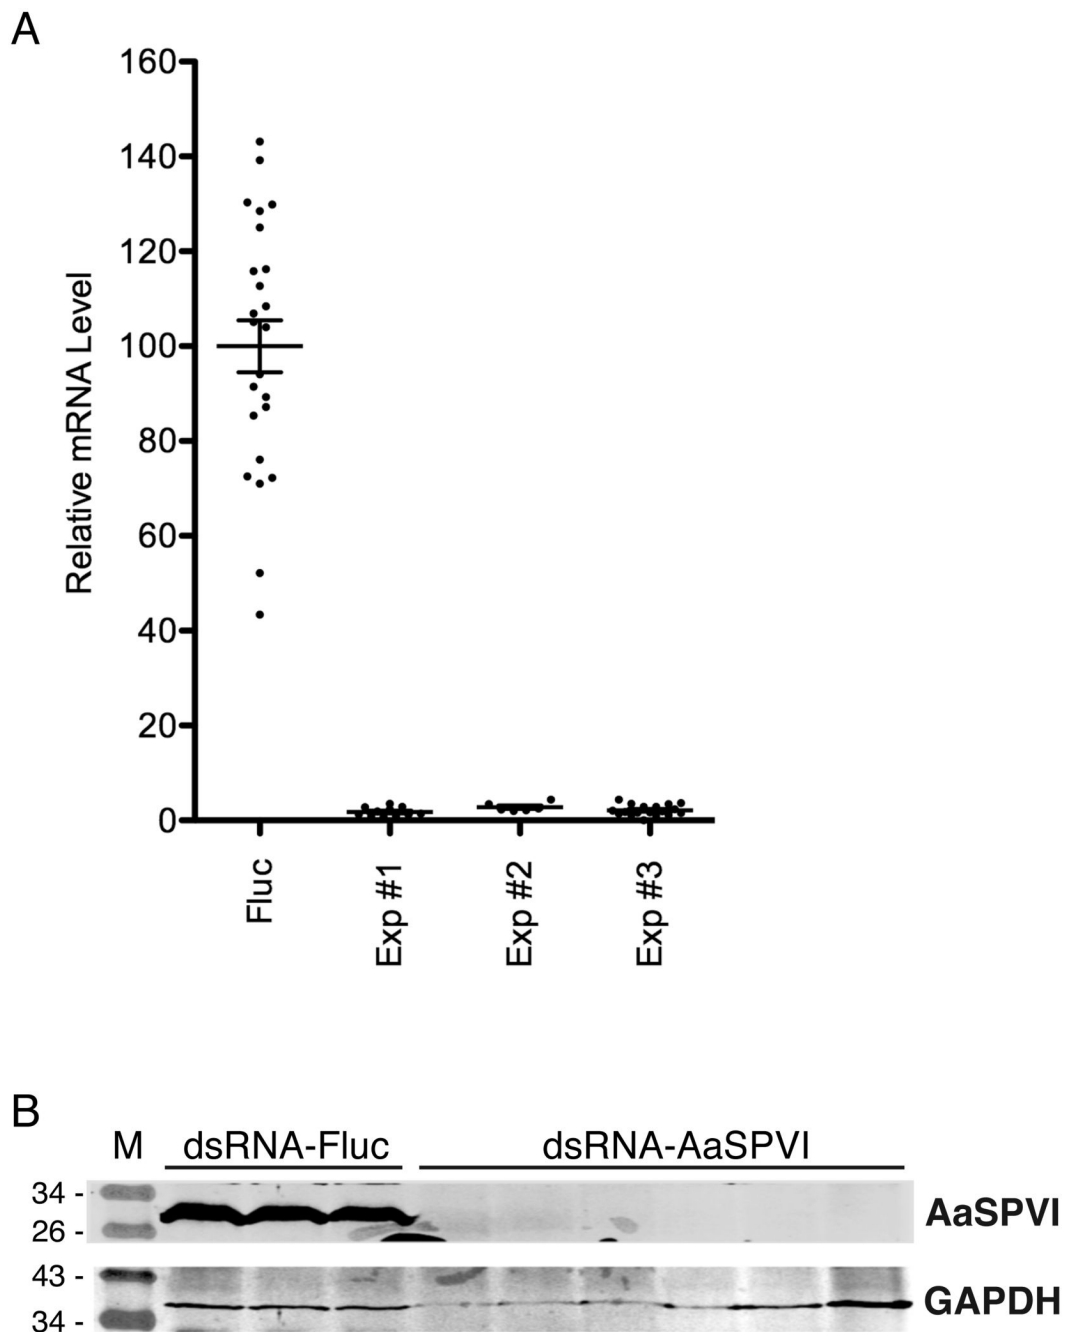 A
160
140
120
100
80
60
40
20
0
Relative mRNA Level
Fluc
Exp #1
Exp #2
Exp #3
B
M dsRNA-Fluc dsRNA-AaSPVI
34 -
26 -
AaSPVI
43 -
34 -
GAPDH